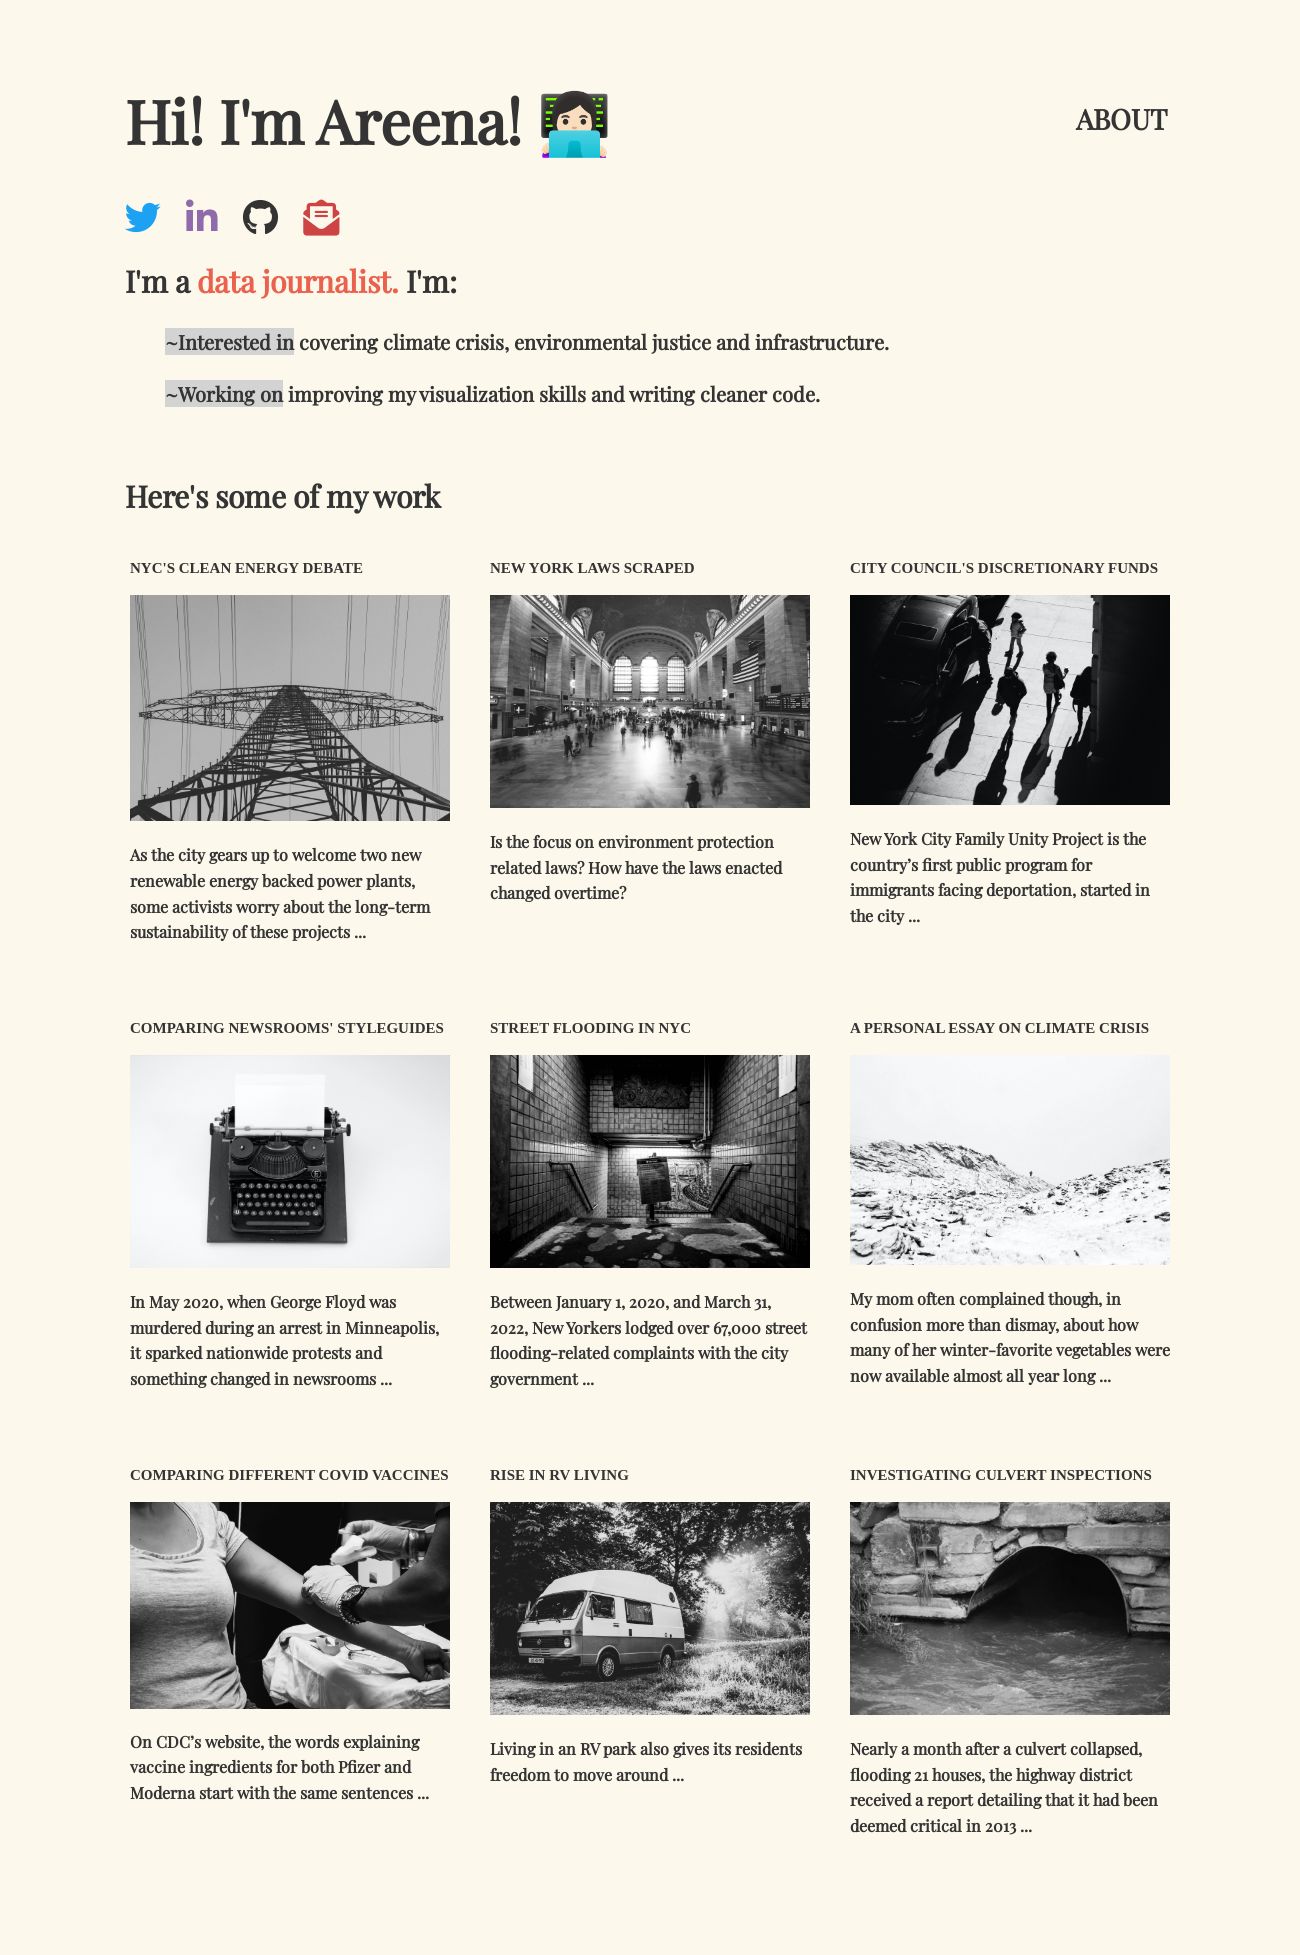 Hi! I'm Areena!
ABOUT
I'm a data journalist. I'm:
~Interested in covering climate crisis, environmental justice and infrastructure.
~Working on improving my visualization skills and writing cleaner code.
Here's some of my work
NYC'S CLEAN ENERGY DEBATE
As the city gears up to welcome two new
renewable energy backed power plants,
some activists worry about the long-term
sustainability of these projects ...
NEW YORK LAWS SCRAPED
Is the focus on environment protection
related laws? How have the laws enacted
changed overtime?
CITY COUNCIL'S DISCRETIONARY FUNDS
New York City Family Unity Project is the
country’s first public program for
immigrants facing deportation, started in
the city ...
COMPARING NEWSROOMS' STYLEGUIDES
In May 2020, when George Floyd was
murdered during an arrest in Minneapolis,
it sparked nationwide protests and
something changed in newsrooms ...
STREET FLOODING IN NYC
Between January 1, 2020, and March 31,
2022, New Yorkers lodged over 67,000 street
flooding-related complaints with the city
government ...
A PERSONAL ESSAY ON CLIMATE CRISIS
My mom often complained though, in
confusion more than dismay, about how
many of her winter-favorite vegetables were
now available almost all year long ...
COMPARING DIFFERENT COVID VACCINES
On CDC’s website, the words explaining
vaccine ingredients for both Pfizer and
Moderna start with the same sentences ...
RISE IN RV LIVING
Living in an RV park also gives its residents
freedom to move around ...
INVESTIGATING CULVERT INSPECTIONS
Nearly a month after a culvert collapsed,
flooding 21 houses, the highway district
received a report detailing that it had been
deemed critical in 2013 ...